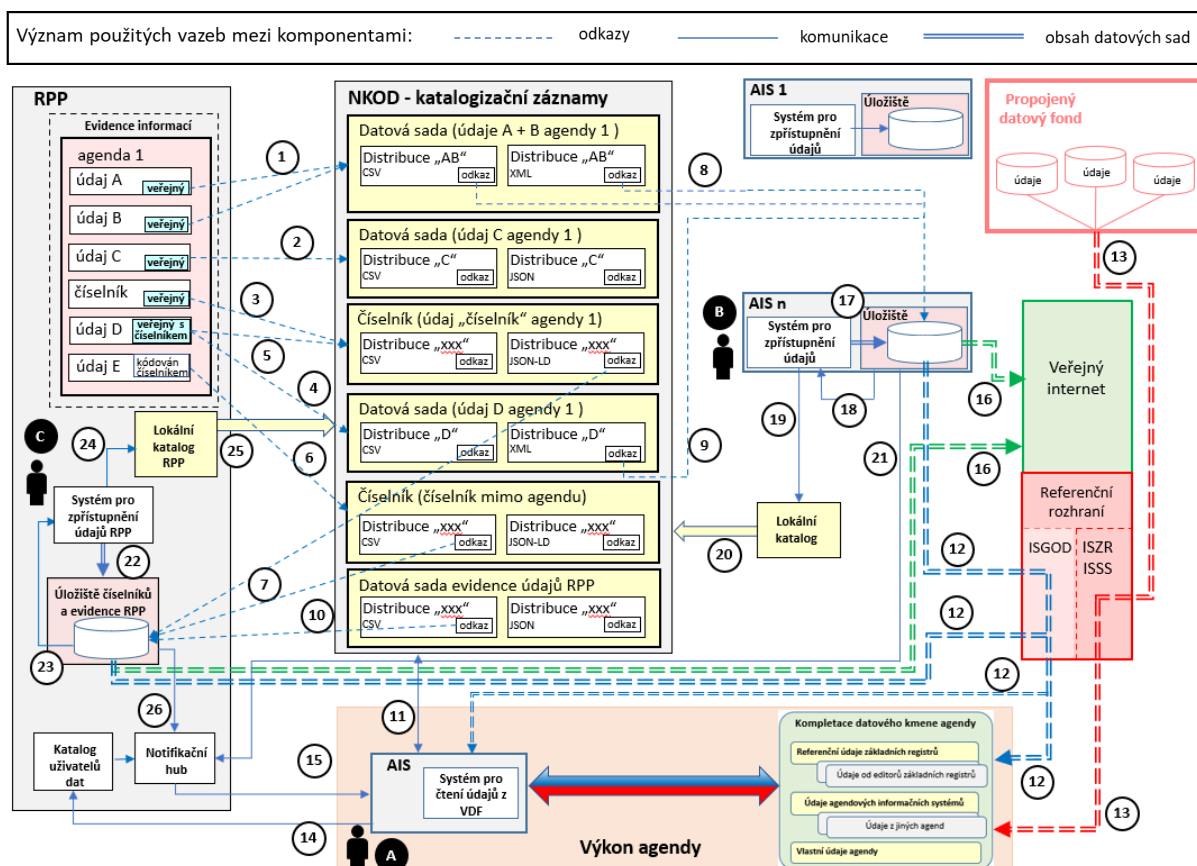 Význam použitých vazeb mezi komponentami:
odkazy
komunikace
obsah datových sad
RPP
Evidence informací
agenda 1
údaj A
veřejný
údaj B
veřejný
údaj C
veřejný
číselník
veřejný
údaj D
veřejný s
číselníkem
údaj E
kódován
číselníkem
1
2
3
5
4
6
7
10
C
24
Lokální
katalog
RPP
25
Systém pro
zpřístupnění
údajů RPP
22
Úložiště číselníků
a evidence RPP
23
26
Katalog
uživatelů
dat
Notifikační
hub
NKOD - katalogizační záznamy
Datová sada (údaje A + B agendy 1 )
Distribuce „AB“
CSV
odkaz
Distribuce „AB“
XML
odkaz
Datová sada (údaj C agendy 1 )
Distribuce „C“
CSV
odkaz
Distribuce „C“
JSON
odkaz
Číselník (údaj „číselník“ agendy 1)
Distribuce „xxx“
CSV
odkaz
Distribuce „xxx“
JSON-LD
odkaz
Datová sada (údaj D agendy 1 )
Distribuce „D“
CSV
odkaz
Distribuce „D“
XML
odkaz
Číselník (číselník mimo agendu)
Distribuce „xxx“
CSV
odkaz
Distribuce „xxx“
JSON-LD
odkaz
Datová sada evidence údajů RPP
Distribuce „xxx“
CSV
odkaz
Distribuce „xxx“
JSON
odkaz
8
9
AIS 1
Systém pro
zpřístupnění
údajů
Úložiště
B
AIS n
Systém pro
zpřístupnění
údajů
17
Úložiště
18
19
21
Lokální
katalog
20
Propojený
datový fond
údaje
údaje
údaje
13
Veřejný
internet
16
16
Referenční
rozhraní
ISGOD
ISZR
ISSS
12
12
12
11
15
14
AIS
Systém pro
čtení údajů z
VDF
A
Výkon agendy
Kompletace datového kmene
agendy
Referenční údaje základních registrů
Údaje od editorů základních registrů
Údaje agendových informačních systémů
Údaje z jiných agend
Vlastní údaje agendy
12
13